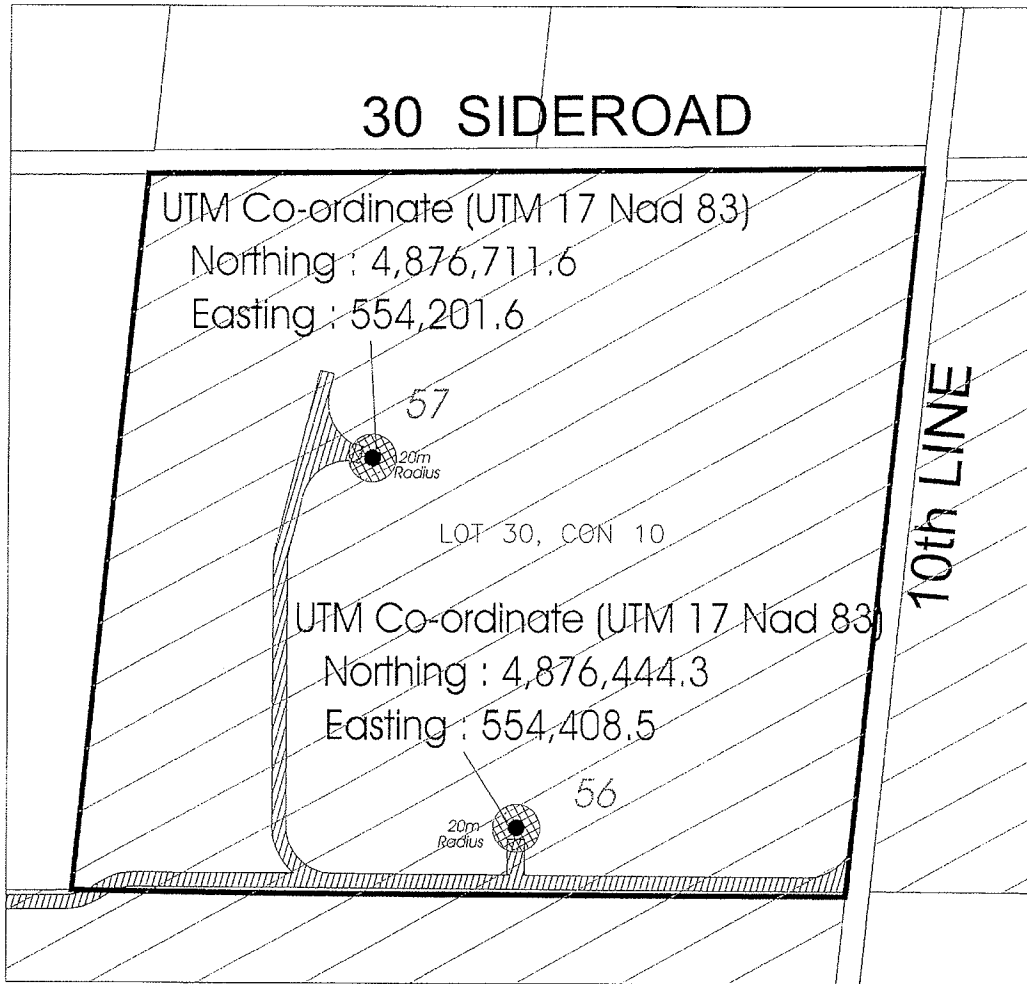 30 SIDEROAD
UTM Co-ordinate (UTM 17 Nad 83)
Northing : 4,876,711.6
Easting : 554,201.6
57
20m
Radius
10th LINE
LOT 30, CON 10
UTM Co-ordinate (UTM 17 Nad 83)
Northing : 4,876,444.3
Easting : 554,408.5
56
20m
Radius